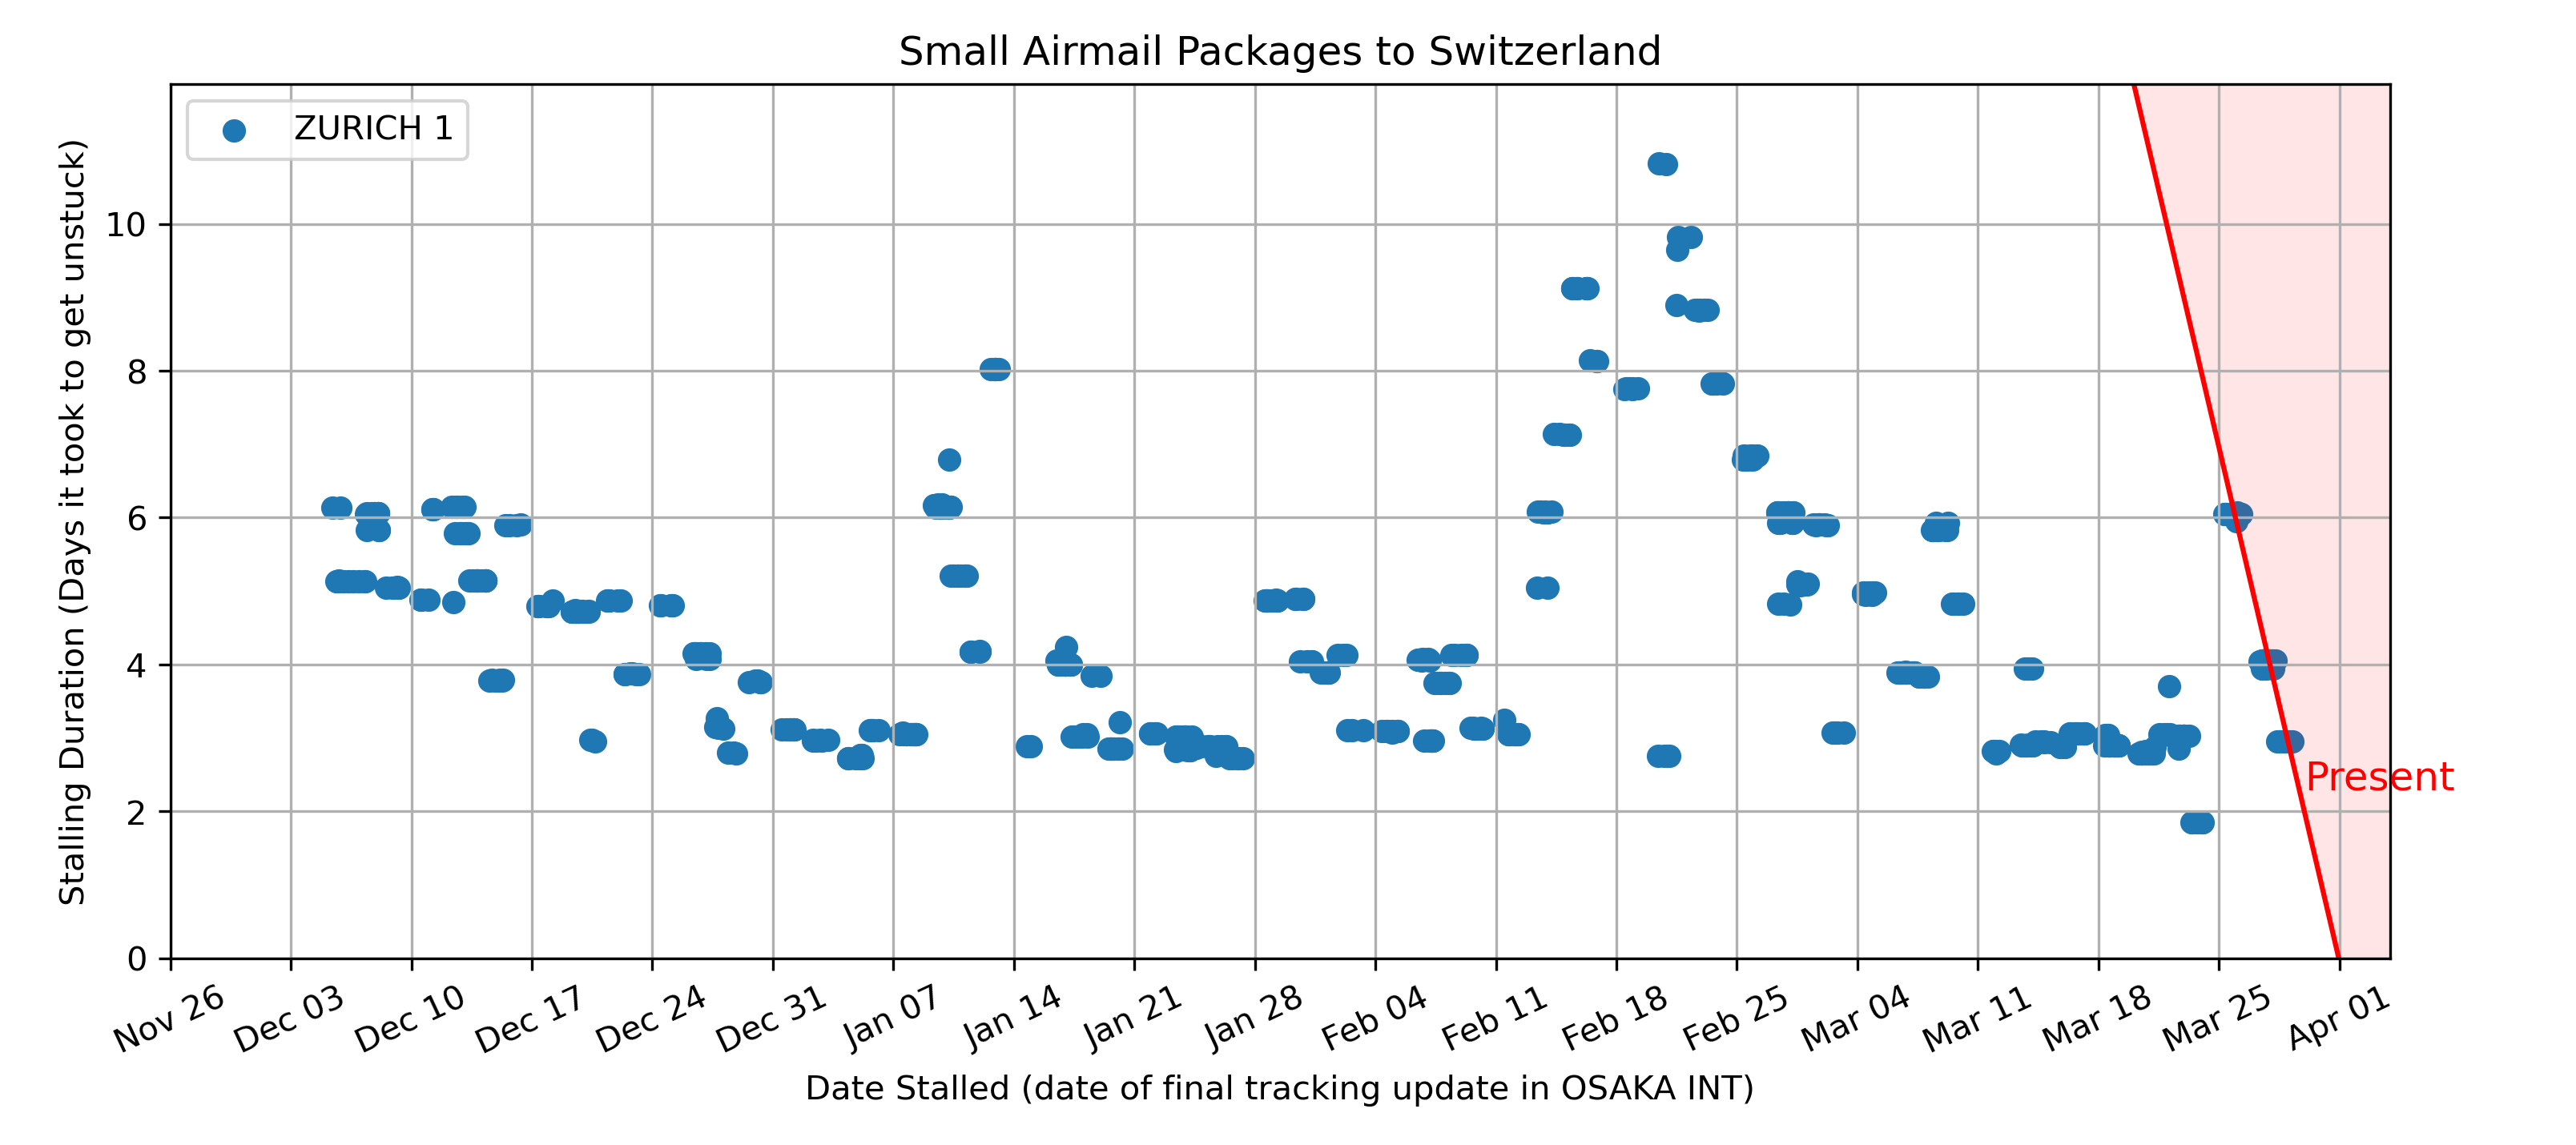 Small Airmail Packages to Switzerland
ZURICH 1
Stalling Duration (Days it took to get unstuck)
10
8
6
4
2
0
Present
Nov 26
Dec 03
Dec 10
Dec 17
Dec 24
Dec 31
Jan 07
Jan 14
Jan 21
Jan 28
Feb 04
Feb 11
Feb 18
Feb 25
Mar 04
Mar 11
Mar 18
Mar 25
Apr 01
Date Stalled (date of final tracking update in OSAKA INT)